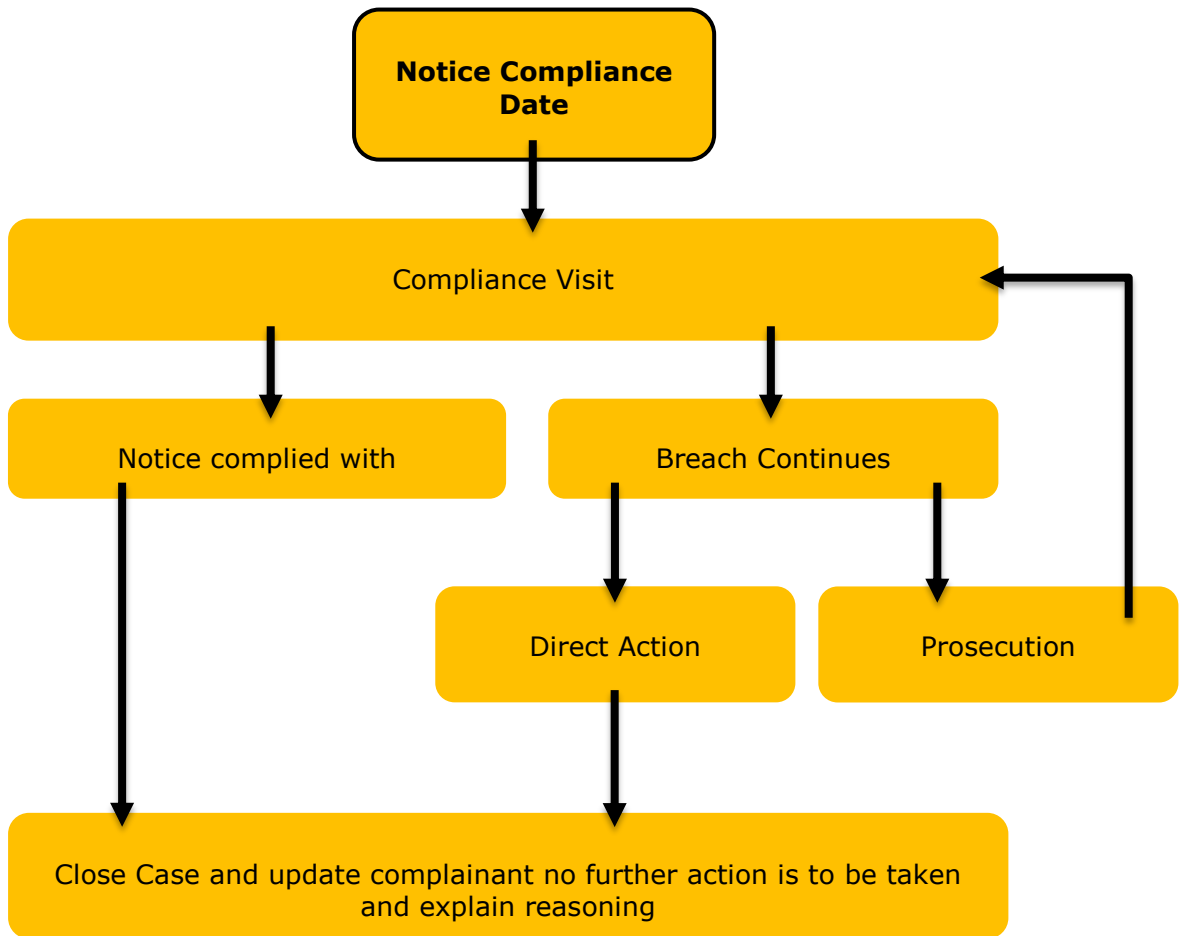 Notice Compliance
Date
Compliance Visit
Notice complied with
Breach Continues
Direct Action
Prosecution
Close Case and update complainant no further action is to be taken
and explain reasoning